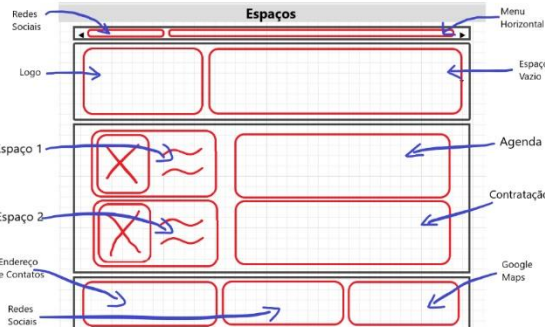 Espaços
Redes
Sociais
Menu
Horizontal
Logo
Espaço
Vazio
Espaço 1
Agenda
Espaço 2
Contratação
Endereço
e Contatos
Google
Maps
Redes
Sociais